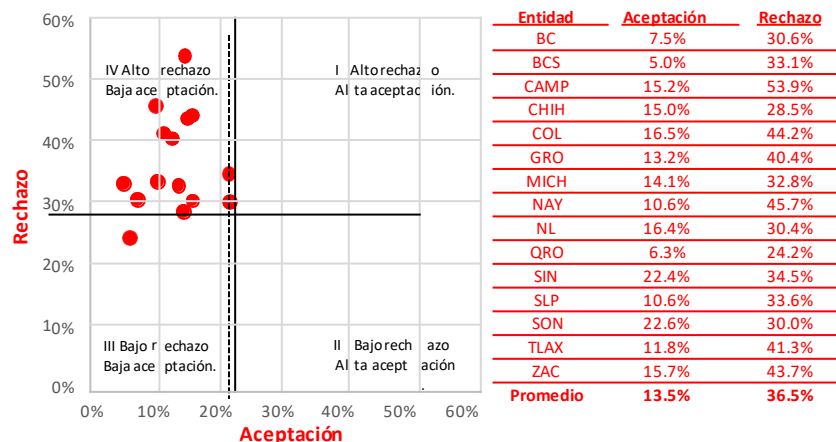 60%
50%
40%
30%
20%
10%
0%
Rechazo
IV Alto rechazo
Baja aceptación.
I Alto rechazo
Alta aceptación.
III Bajo rechazo
Baja aceptación.
II Bajo rechazo
Alta aceptación
.
0% 10% 20% 30% 40% 50% 60%
Aceptación
Entidad Aceptación Rechazo
BC 7.5% 30.6%
BCS 5.0% 33.1%
CAMP 15.2% 53.9%
CHIH 15.0% 28.5%
COL 16.5% 44.2%
GRO 13.2% 40.4%
MICH 14.1% 32.8%
NAY 10.6% 45.7%
NL 16.4% 30.4%
QRO 6.3% 24.2%
SIN 22.4% 34.5%
SLP 10.6% 33.6%
SON 22.6% 30.0%
TLAX 11.8% 41.3%
ZAC 15.7% 43.7%
Promedio 13.5% 36.5%